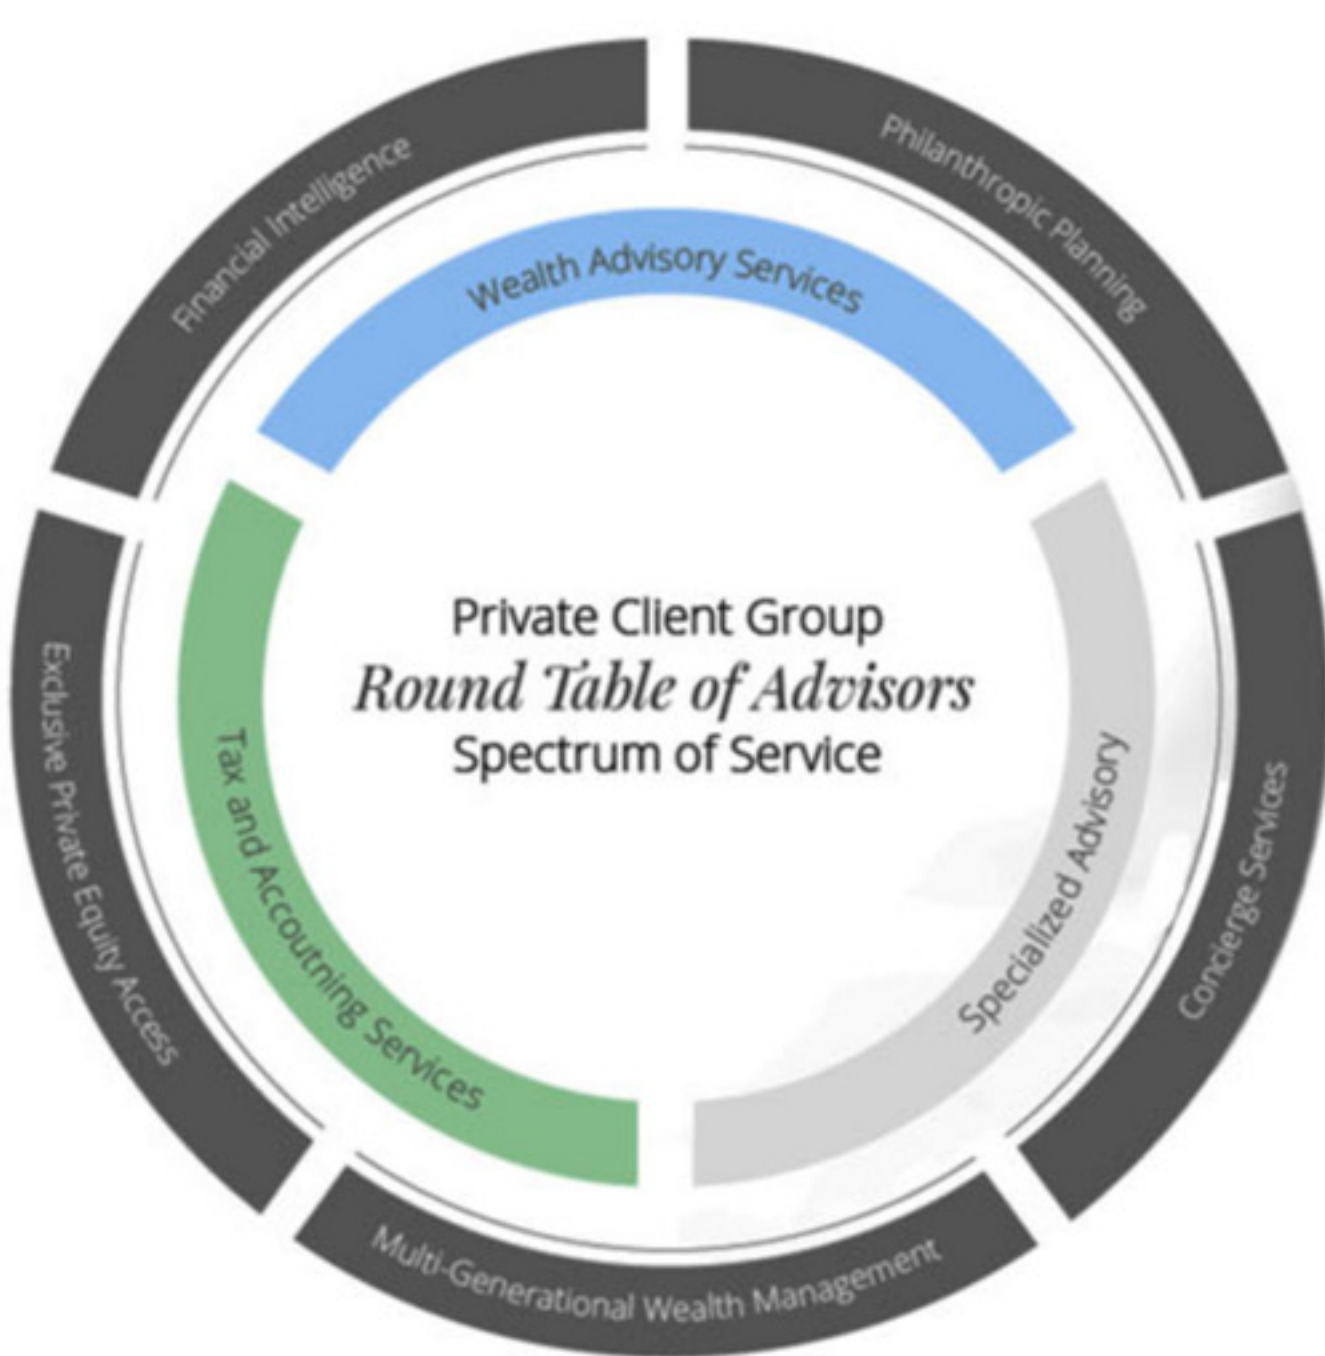 Financial Intelligence
Philanthropic Planning
Wealth Advisory Services
Private Client Group
Round Table of Advisors
Spectrum of Service
Tax and Accoutning Services
Specialized Advisory
Exclusive Private Equity Access
Concierge Services
Multi-Generational Wealth Management